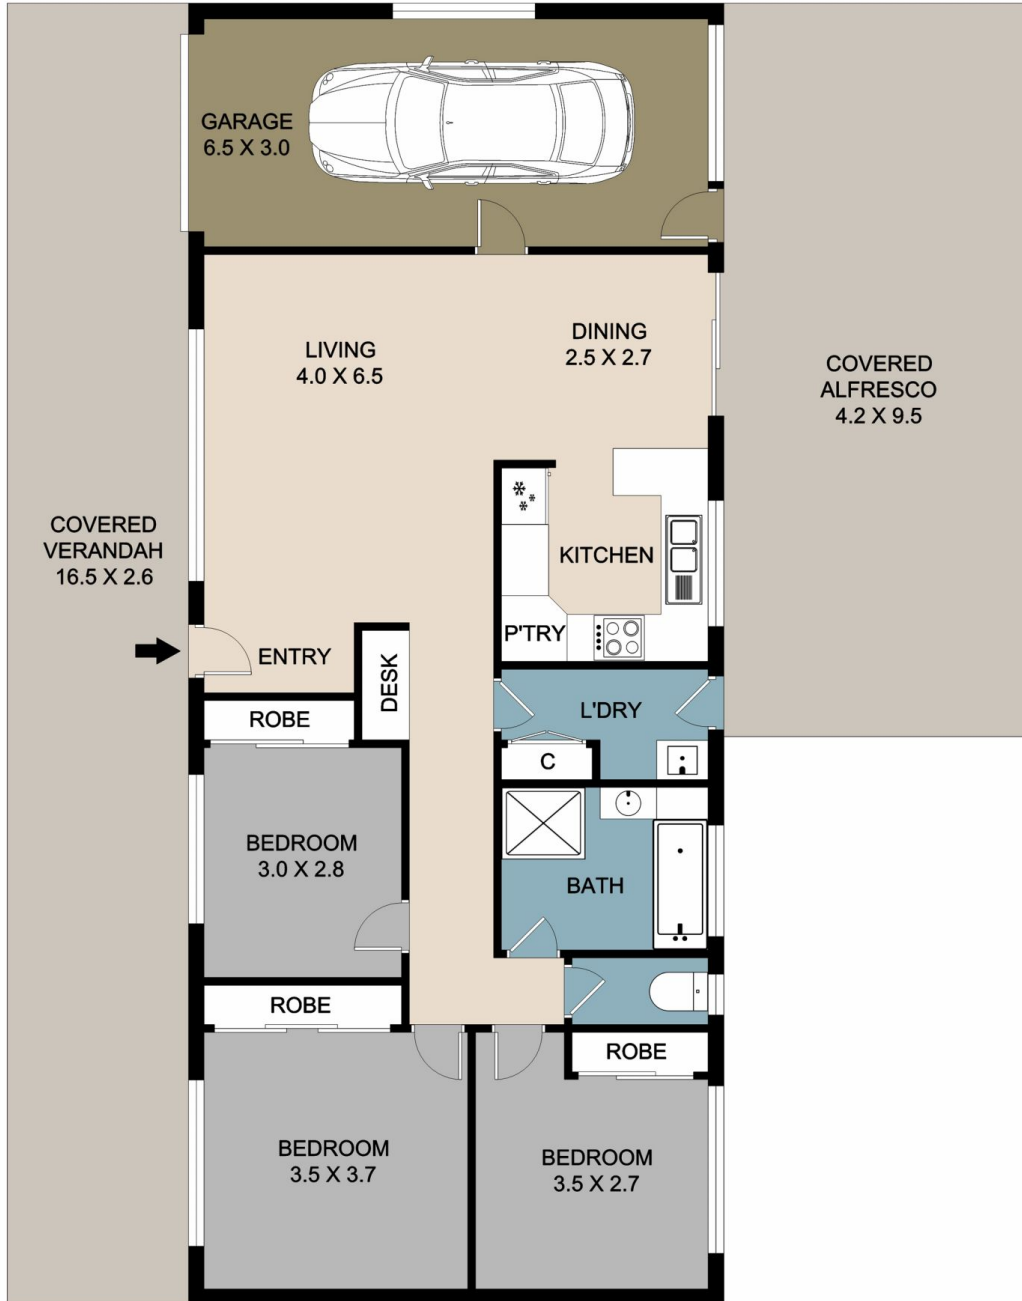 GARAGE
6.5 X 3.0
LIVING
4.0 X 6.5
DINING
2.5 X 2.7
COVERED
ALFRESCO
4.2 X 9.5
COVERED
VERANDAH
16.5 X 2.6
KITCHEN
P'TRY
ENTRY
DESK
ROBE
L'DRY
C
BEDROOM
3.0 X 2.8
BATH
ROBE
ROBE
BEDROOM
3.5 X 3.7
BEDROOM
3.5 X 2.7